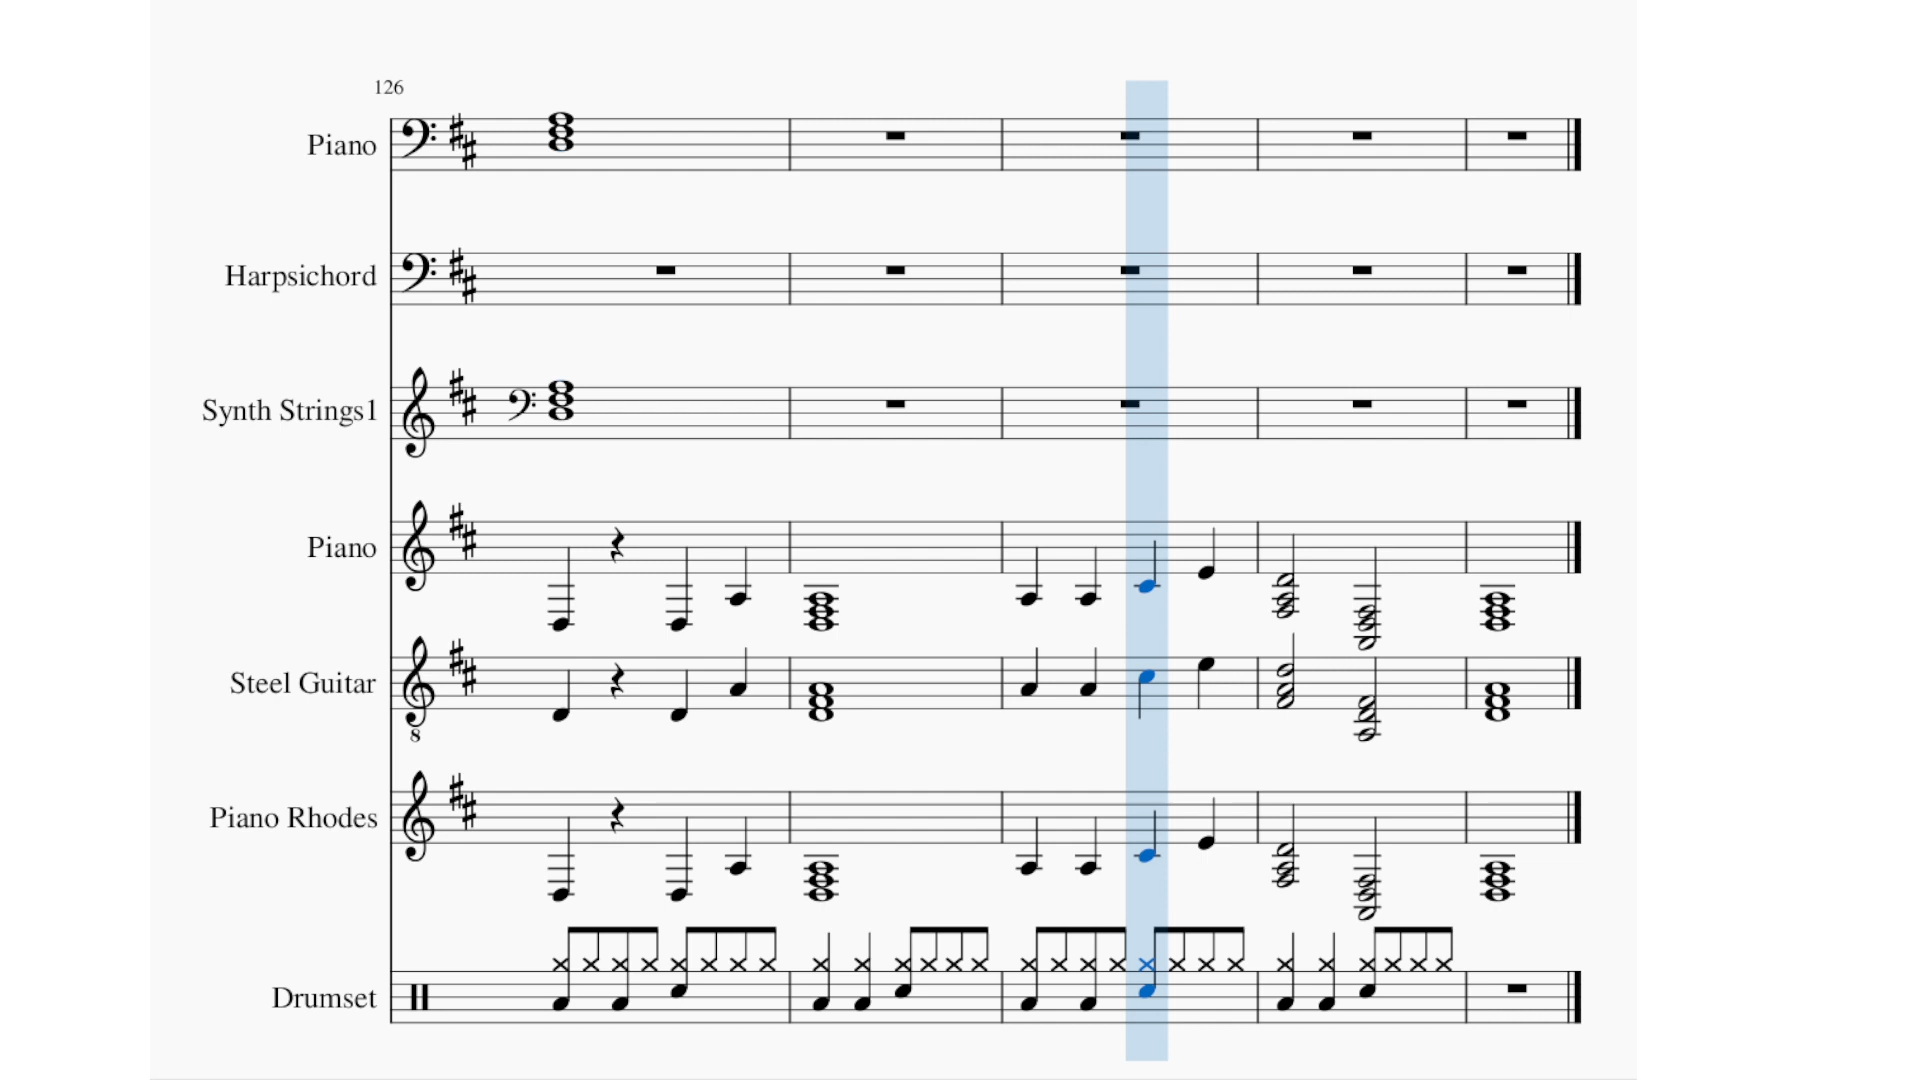 126
Piano
Harpsichord
Synth Strings1
Piano
Steel Guitar
8
Piano Rhodes
Drumset